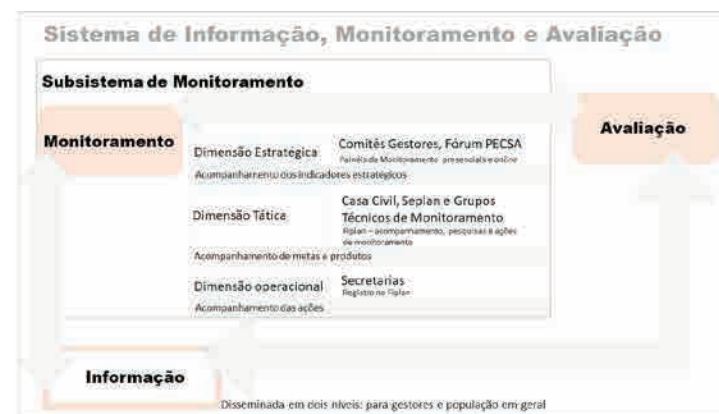 Sistema de Informação, Monitoramento e Avaliação
Subsistema de Monitoramento
Monitoramento
Avaliação
Dimensão Estratégica
Comitês Gestores, Fórum PECSA
Painéis de Monitoramento presenciais e online
Acompanhamento dos indicadores estratégicos
Dimensão Tática
Casa Civil, Seplan e Grupos
Técnicos de Monitoramento
Fiplan – acompanhamento, pesquisas e ações
de monitoramento
Acompanhamento de metas e produtos
Dimensão operacional
Secretarias
Registro no Fiplan
Acompanhamento das ações
Informação
Disseminada em dois níveis: para gestores e população em geral